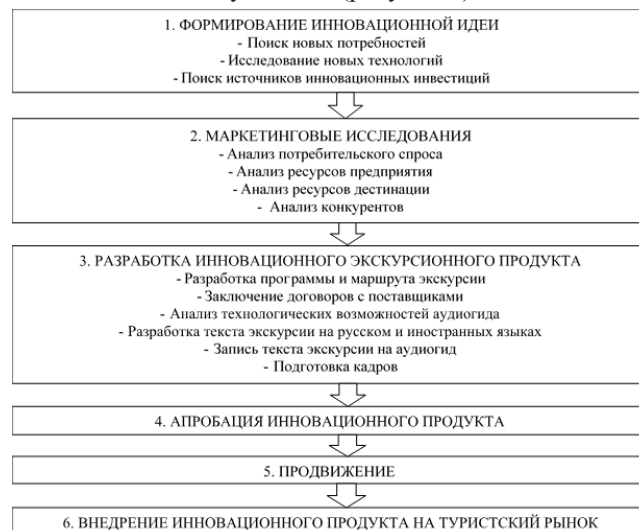 1. ФОРМИРОВАНИЕ ИННОВАЦИОННОЙ ИДЕИ
- Поиск новых потребностей
- Исследование новых технологий
- Поиск источников инновационных инвестиций
2. МАРКЕТИНГОВЫЕ ИССЛЕДОВАНИЯ
- Анализ потребительского спроса
- Анализ ресурсов предприятия
- Анализ ресурсов дестинации
- Анализ конкурентов
3. РАЗРАБОТКА ИННОВАЦИОННОГО ЭКСКУРСИОННОГО ПРОДУКТА
- Разработка программы и маршрута экскурсии
- Заключение договоров с поставщиками
- Анализ технологических возможностей аудиогида
- Разработка текста экскурсии на русском и иностранных языках
- Запись текста экскурсии на аудиогид
- Подготовка кадров
4. АПРОБАЦИЯ ИННОВАЦИОННОГО ПРОДУКТА
5. ПРОДВИЖЕНИЕ
6. ВНЕДРЕНИЕ ИННОВАЦИОННОГО ПРОДУКТА НА ТУРИСТСКИЙ РЫНОК